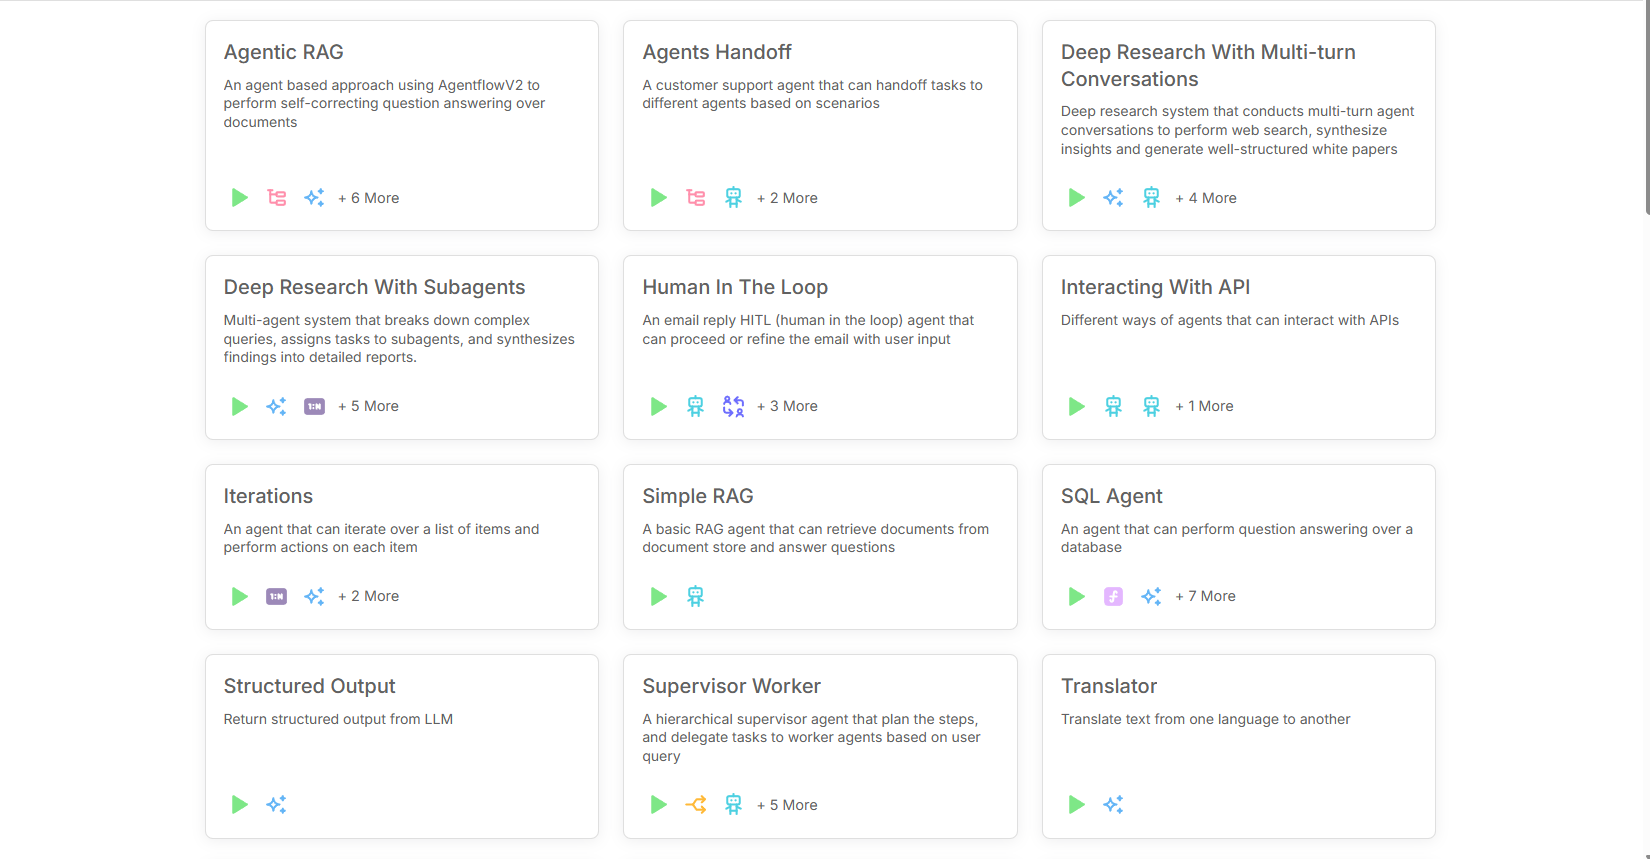 Agentic RAG
An agent based approach using AgentflowV2 to
perform self-correcting question answering over
documents
+ 6 More
Agents Handoff
A customer support agent that can handoff tasks to
different agents based on scenarios
+ 2 More
Deep Research With Multi-turn
Conversations
Deep research system that conducts multi-turn agent
conversations to perform web search, synthesize
insights and generate well-structured white papers
+ 4 More
Deep Research With Subagents
Multi-agent system that breaks down complex
queries, assigns tasks to subagents, and synthesizes
findings into detailed reports.
1:N
+ 5 More
Human In The Loop
An email reply HITL (human in the loop) agent that
can proceed or refine the email with user input
+ 3 More
Interacting With API
Different ways of agents that can interact with APIs
+ 1 More
Iterations
An agent that can iterate over a list of items and
perform actions on each item
1:N
+ 2 More
Simple RAG
A basic RAG agent that can retrieve documents from
document store and answer questions
SQL Agent
An agent that can perform question answering over a
database
+ 7 More
Structured Output
Return structured output from LLM
Supervisor Worker
A hierarchical supervisor agent that plan the steps,
and delegate tasks to worker agents based on user
query
+ 5 More
Translator
Translate text from one language to another